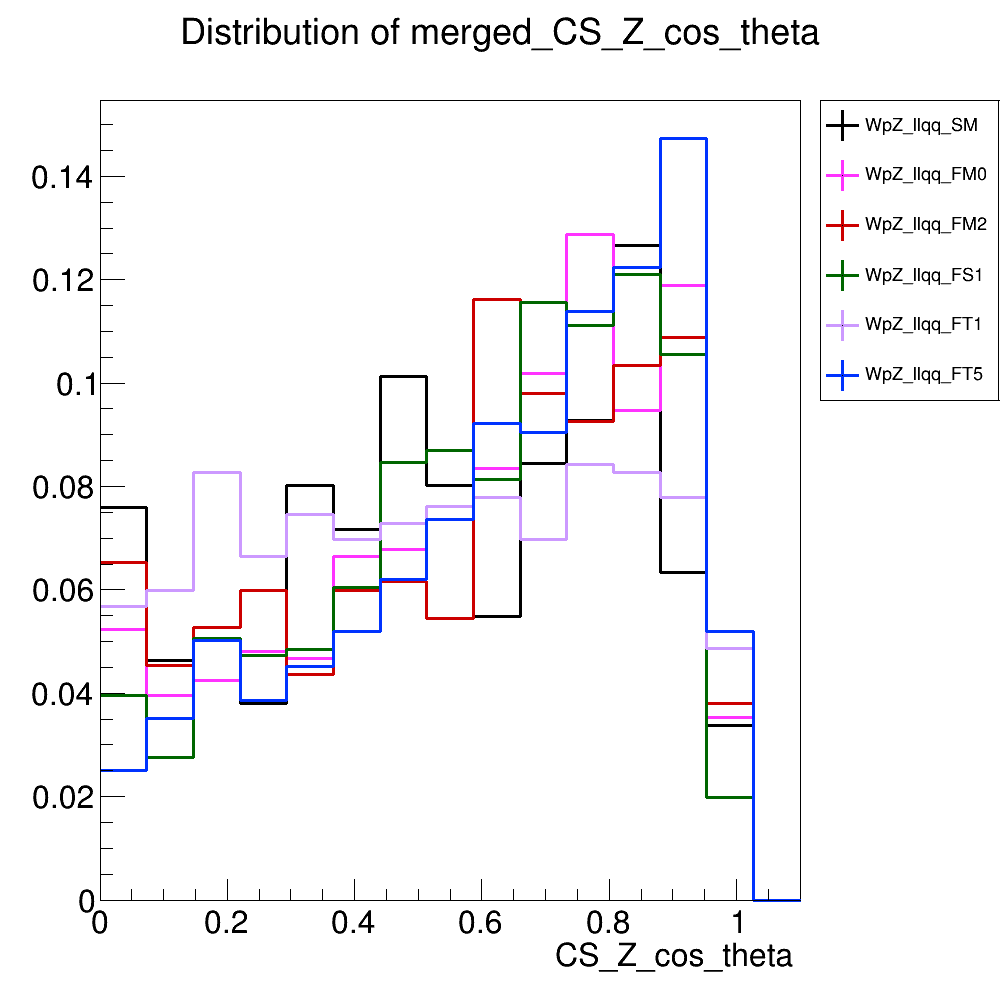 Distribution of merged_CS_Z_cos_theta
0.14
0.12
0.1
0.08
0.06
0.04
0.02
0
0 0.2 0.4 0.6 0.8 1
CS_Z_cos_theta
WpZ_llqq_SM
WpZ_llqq_FM0
WpZ_llqq_FM2
WpZ_llqq_FS1
WpZ_llqq_FT1
WpZ_llqq_FT5